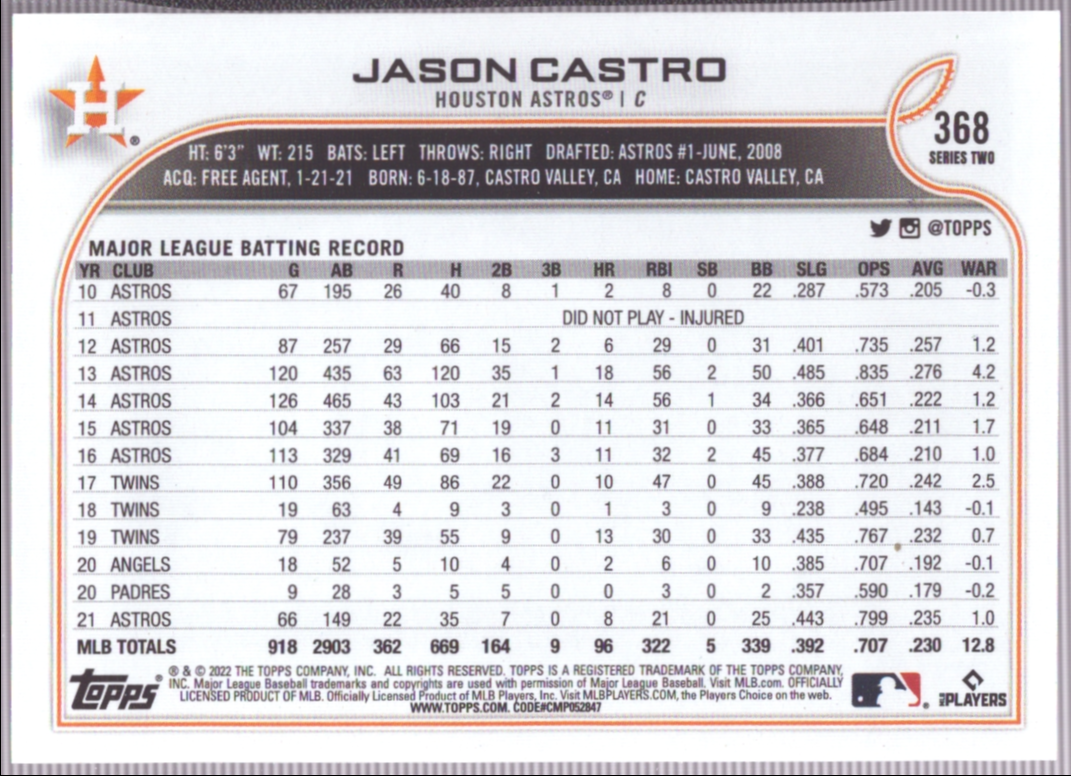 JASON CASTRO
HOUSTON ASTROS® | C
H®
368
SERIES TWO
HT: 6'3" WT: 215 BATS: LEFT THROWS: RIGHT DRAFTED: ASTROS #1-JUNE, 2008
ACQ: FREE AGENT, 1-21-21 BORN: 6-18-87, CASTRO VALLEY, CA HOME: CASTRO VALLEY, CA
@TOPPS
MAJOR LEAGUE BATTING RECORD
YR CLUB G AB R H 2B 3B HR RBI SB BB SLG OPS AVG WAR
10 ASTROS 67 195 26 40 8 1 2 8 0 22 .287 .573 .205 -0.3
11 ASTROS DID NOT PLAY - INJURED
12 ASTROS 87 257 29 66 15 2 6 29 0 31 .401 .735 .257 1.2
13 ASTROS 120 435 63 120 35 1 18 56 2 50 .485 .835 .276 4.2
14 ASTROS 126 465 43 103 21 2 14 56 1 34 .366 .651 .222 1.2
15 ASTROS 104 337 38 71 19 0 11 31 0 33 .365 .648 .211 1.7
16 ASTROS 113 329 41 69 16 3 11 32 2 45 .377 .684 .210 1.0
17 TWINS 110 356 49 86 22 0 10 47 0 45 .388 .720 .242 2.5
18 TWINS 19 63 4 9 3 0 1 3 0 9 .238 .495 .143 -0.1
19 TWINS 79 237 39 55 9 0 13 30 0 33 .435 .767 .232 0.7
20 ANGELS 18 52 5 10 4 0 2 6 0 10 .385 .707 .192 -0.1
20 PADRES 9 28 3 5 5 0 0 3 0 2 .357 .590 .179 -0.2
21 ASTROS 66 149 22 35 7 0 8 21 0 25 .443 .799 .235 1.0
MLB TOTALS 918 2903 362 669 164 9 96 322 5 339 .392 .707 .230 12.8
Topps®
® & © 2022 THE TOPPS COMPANY, INC. ALL RIGHTS RESERVED. TOPPS IS A REGISTERED TRADEMARK OF THE TOPPS COMPANY,
INC. Major League Baseball trademarks and copyrights are used with permission of Major League Baseball. Visit MLB.com. OFFICIALLY
LICENSED PRODUCT OF MLB. Officially Licensed Product of MLB Players, Inc. Visit MLBPLAYERS.COM, the Players Choice on the web.
WWW.TOPPS.COM. CODE#CMP052847
MLB PLAYERS